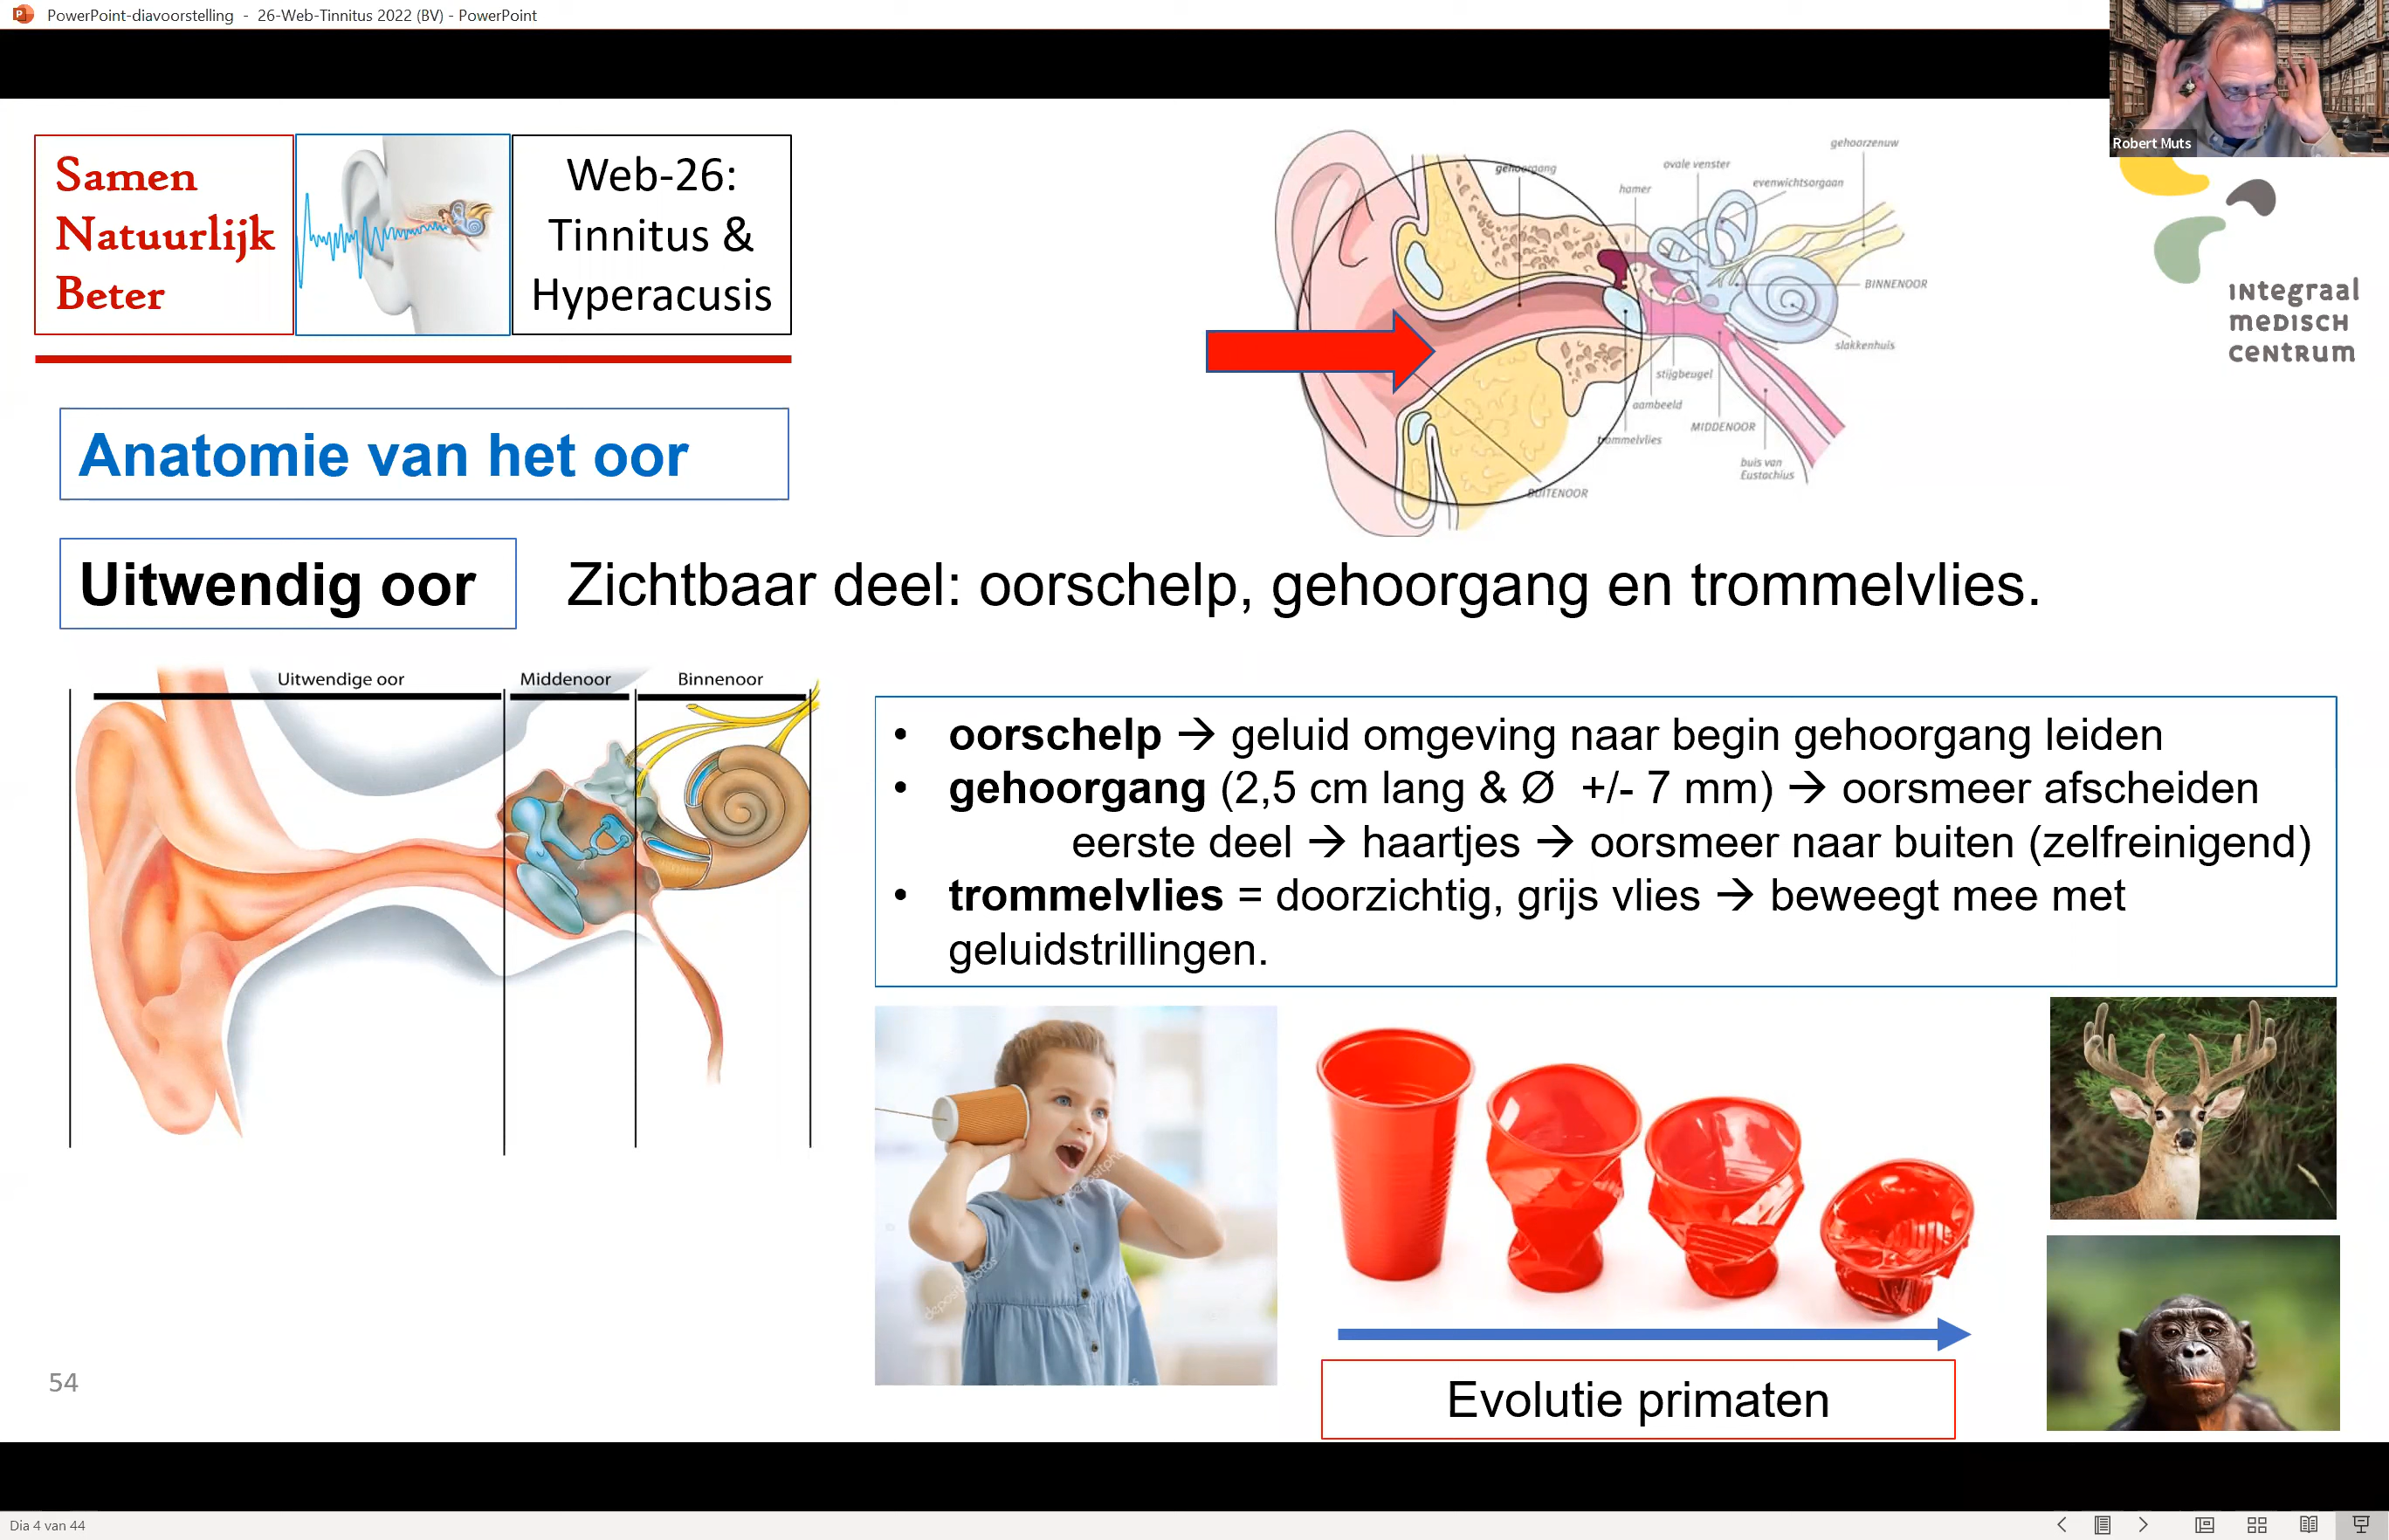 PowerPoint-diavoorstelling - 26-Web-Tinnitus 2022 (BV) - PowerPoint
Robert Muts
Samen
Natuurlijk
Beter
Web-26:
Tinnitus &
Hyperacusis
gehoorgang
hamer
ovale venster
evenwichtsorgaan
gehoorzenuw
BINNENOOR
slakkenhuis
stijgbeugel
aambeeld
MIDDENOOR
trommelvlies
buis van
Eustachius
BUITENOOR
INtegraal
meDISCH
CeNtRum
Anatomie van het oor
Uitwendig oor
Zichtbaar deel: oorschelp, gehoorgang en trommelvlies.
Uitwendige oor
Middenoor
Binnenoor
• oorschelp → geluid omgeving naar begin gehoorgang leiden
• gehoorgang (2,5 cm lang & Ø +/- 7 mm) → oorsmeer afscheiden
eerste deel → haartjes → oorsmeer naar buiten (zelfreinigend)
• trommelvlies = doorzichtig, grijs vlies → beweegt mee met
geluidstrillingen.
depositphotos
Evolutie primaten
54
Dia 4 van 44